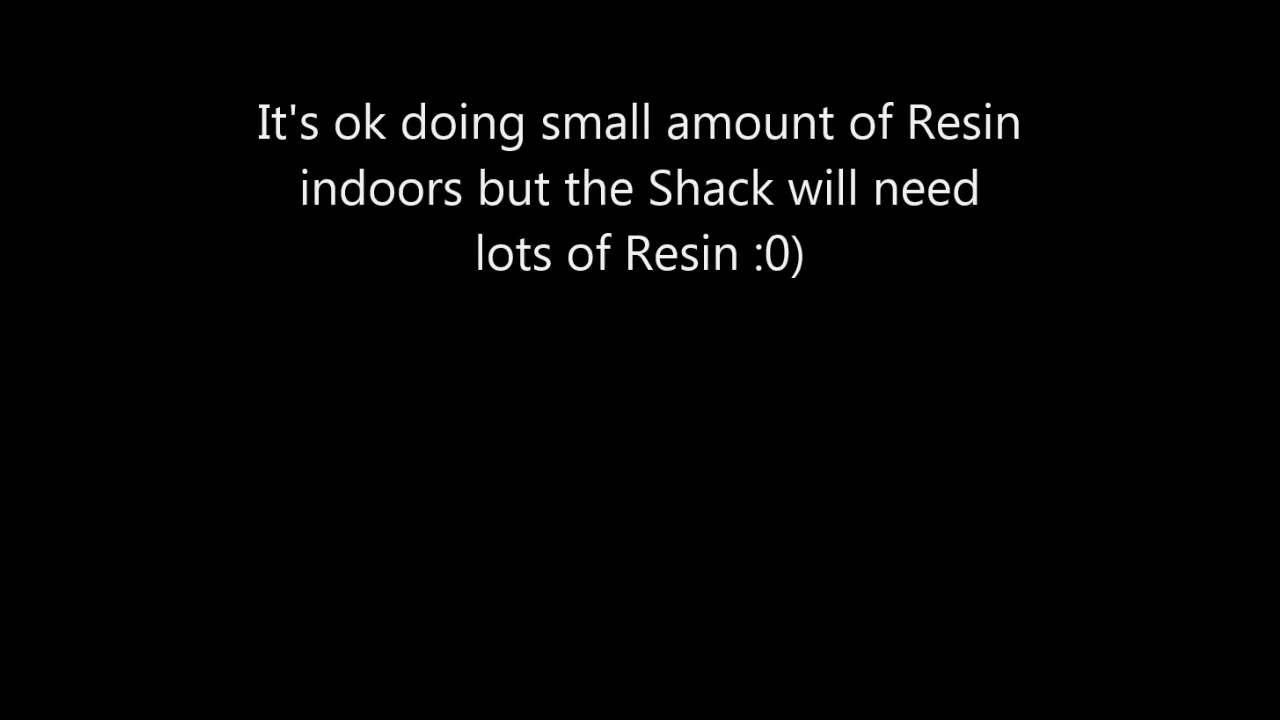 It's ok doing small amount of Resin
indoors but the Shack will need
lots of Resin :0)